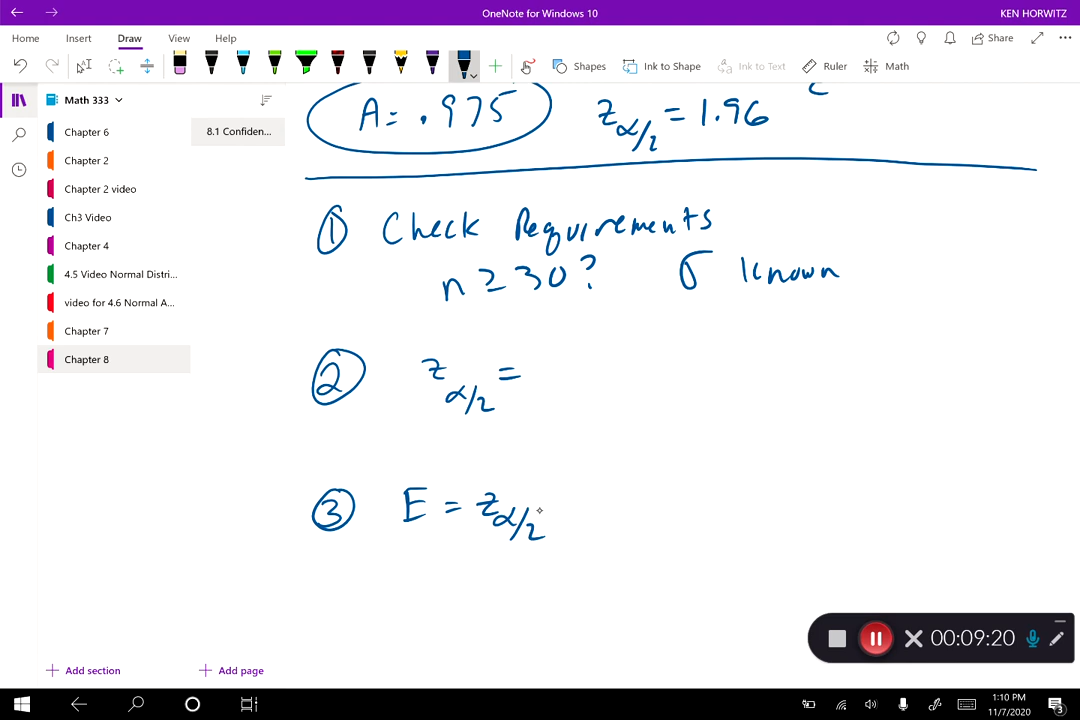 OneNote for Windows 10
KEN HORWITZ
Home Insert Draw View Help
Share
Shapes Ink to Shape Ink to Text Ruler Math
Math 333
Chapter 6
Chapter 2
Chapter 2 video
Ch3 Video
Chapter 4
4.5 Video Normal Distri...
video for 4.6 Normal A...
Chapter 7
Chapter 8
8.1 Confiden...
A = .975 z α/2 = 1.96
① Check Requirements
n ≥ 30? σ known
② z α/2 =
③ E = z α/2
00:09:20
Add section
Add page
1:10 PM
11/7/2020
3